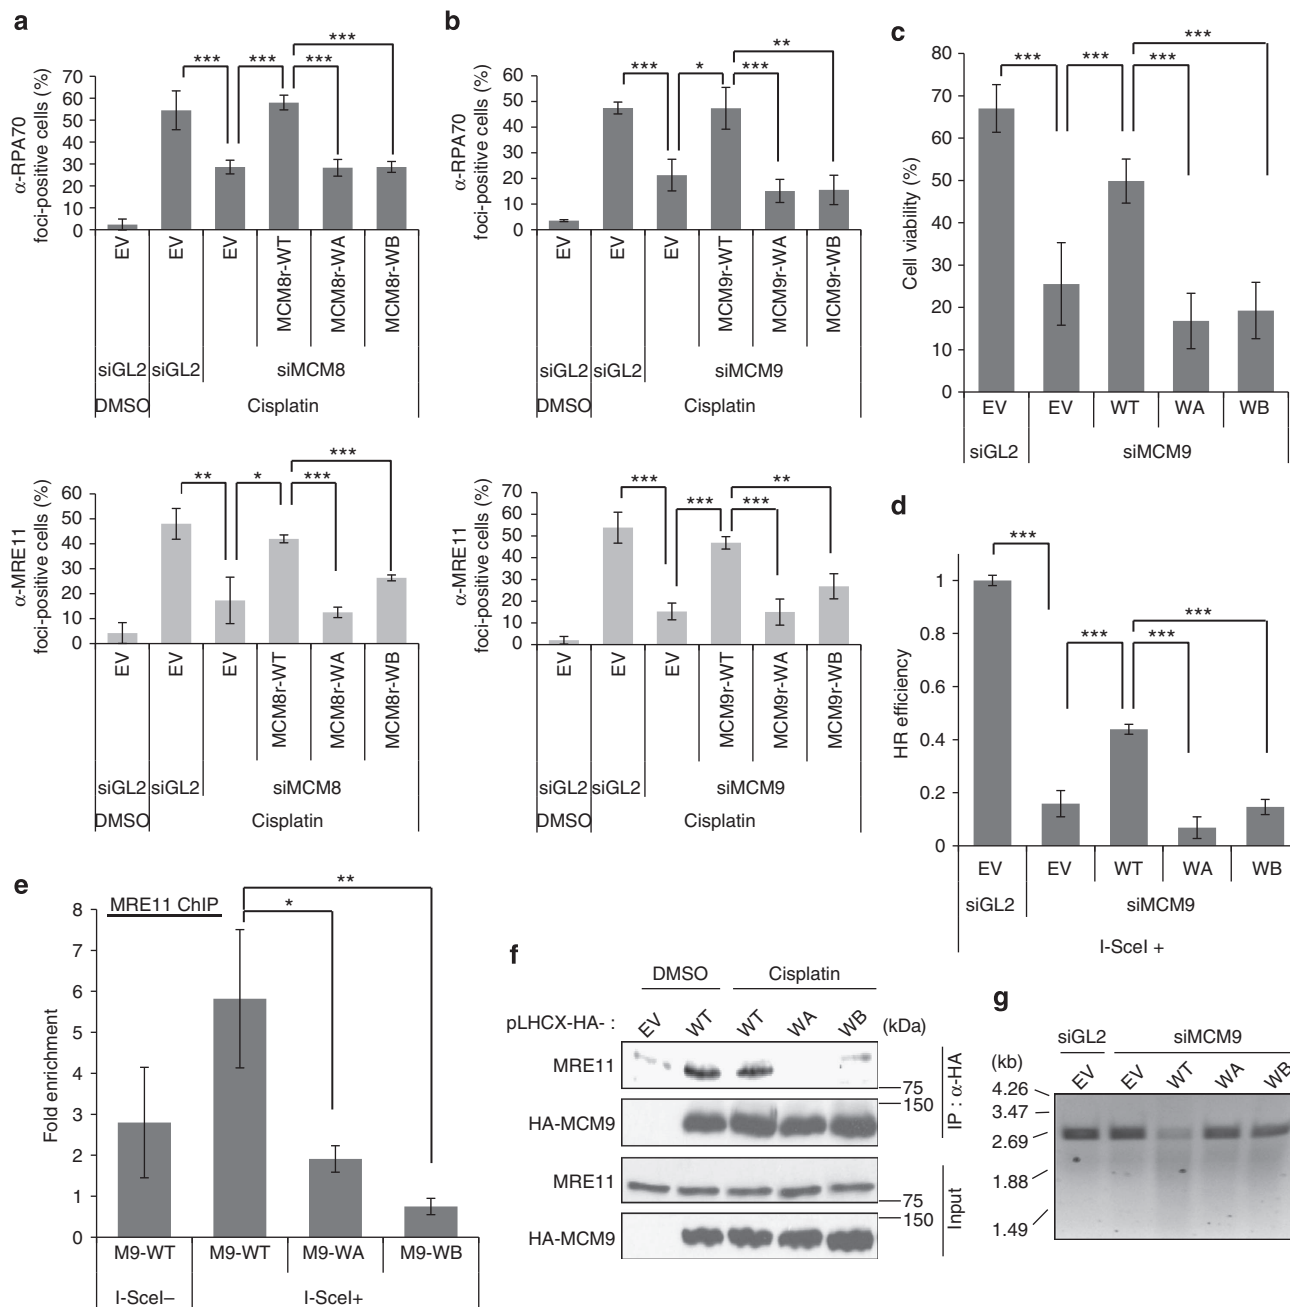 a
α-RPA70
foci-positive cells (%)
70
60
50
40
30
20
10
0
***
***
***
***
EV
EV
EV
MCM8r-WT
MCM8r-WA
MCM8r-WB
siGL2
siGL2
siMCM8
DMSO
Cisplatin
α-MRE11
foci-positive cells (%)
60
50
40
30
20
10
0
**
*
***
***
EV
EV
EV
MCM8r-WT
MCM8r-WA
MCM8r-WB
siGL2
siGL2
siMCM8
DMSO
Cisplatin
b
α-RPA70
foci-positive cells (%)
60
50
40
30
20
10
0
***
*
***
**
EV
EV
EV
MCM9r-WT
MCM9r-WA
MCM9r-WB
siGL2
siGL2
siMCM9
DMSO
Cisplatin
α-MRE11
foci-positive cells (%)
70
60
50
40
30
20
10
0
***
***
***
**
EV
EV
EV
MCM9r-WT
MCM9r-WA
MCM9r-WB
siGL2
siGL2
siMCM9
DMSO
Cisplatin
c
Cell viability (%)
80
70
60
50
40
30
20
10
0
***
***
***
***
EV
EV
WT
WA
WB
siGL2
siMCM9
d
HR efficiency
1
0.8
0.6
0.4
0.2
0
***
***
***
***
EV
EV
WT
WA
WB
siGL2
siMCM9
I-SceI +
e
MRE11 ChIP
Fold enrichment
8
7
6
5
4
3
2
1
0
*
**
M9-WT
M9-WT
M9-WA
M9-WB
I-SceI−
I-SceI+
f
DMSO
Cisplatin
pLHCX-HA- :
EV
WT
WT
WA
WB
(kDa)
MRE11
75
HA-MCM9
150
IP : α-HA
MRE11
75
HA-MCM9
150
Input
g
siGL2
siMCM9
(kb)
EV
EV
WT
WA
WB
4.26
3.47
2.69
1.88
1.49